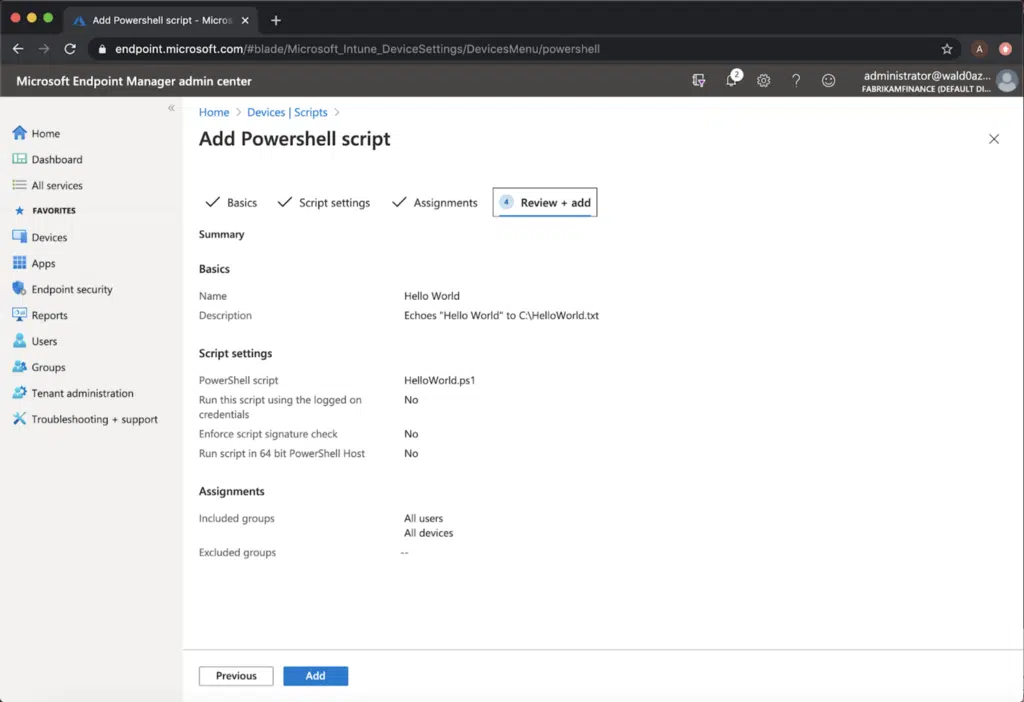 Add Powershell script - Micros
endpoint.microsoft.com/#blade/Microsoft_Intune_DeviceSettings/DevicesMenu/powershell
A
Microsoft Endpoint Manager admin center
2
administrator@wald0az...
FABRIKAMFINANCE (DEFAULT DI...
Home
Dashboard
All services
FAVORITES
Devices
Apps
Endpoint security
Reports
Users
Groups
Tenant administration
Troubleshooting + support
Home > Devices | Scripts >
Add Powershell script
Basics
Script settings
Assignments
4 Review + add
Summary
Basics
Name Hello World
Description Echoes "Hello World" to C:\HelloWorld.txt
Script settings
PowerShell script HelloWorld.ps1
Run this script using the logged on No
credentials
Enforce script signature check No
Run script in 64 bit PowerShell Host No
Assignments
Included groups All users
All devices
Excluded groups --
Previous
Add